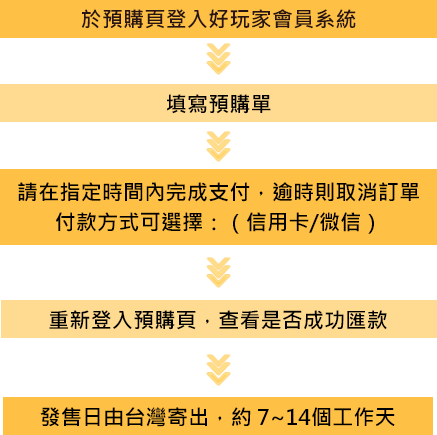 於預購頁登入好玩家會員系統
填寫預購單
請在指定時間內完成支付，逾時則取消訂單
付款方式可選擇：（信用卡/微信）
重新登入預購頁，查看是否成功匯款
發售日由台灣寄出，約 7~14個工作天